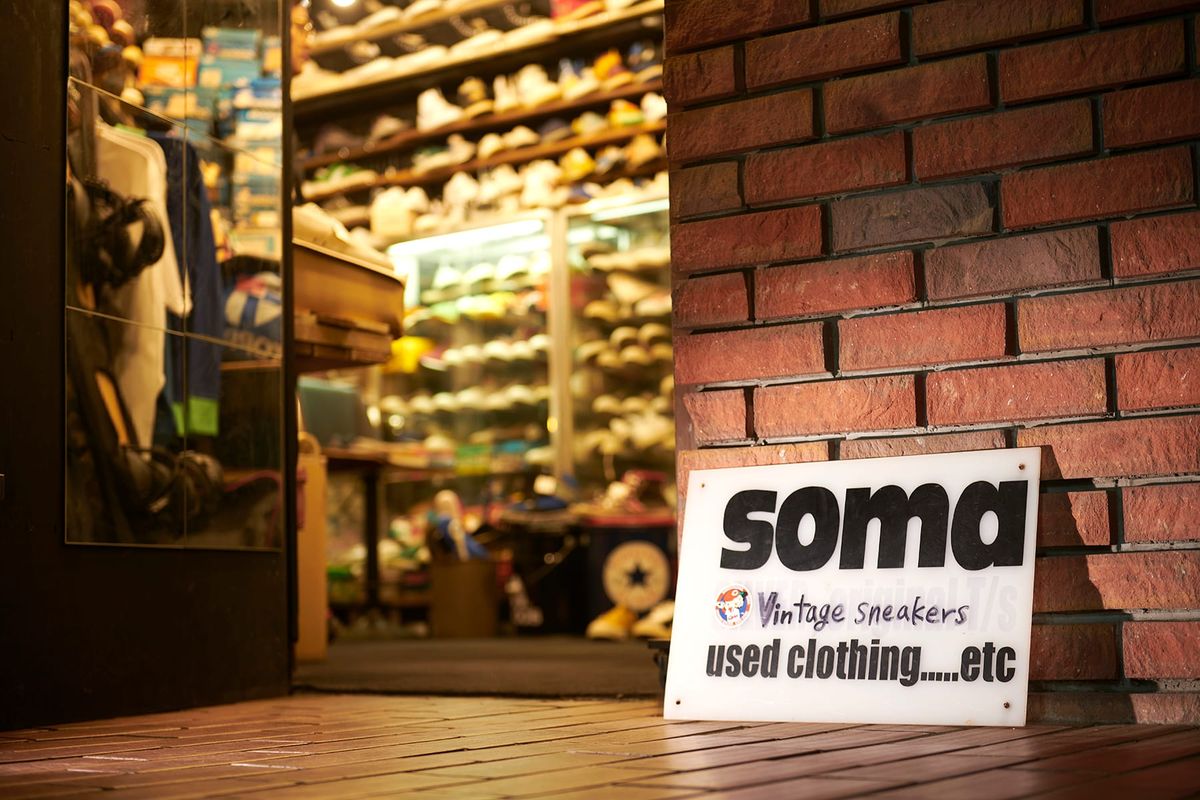 soma
Vintage sneakers
used clothing.....etc